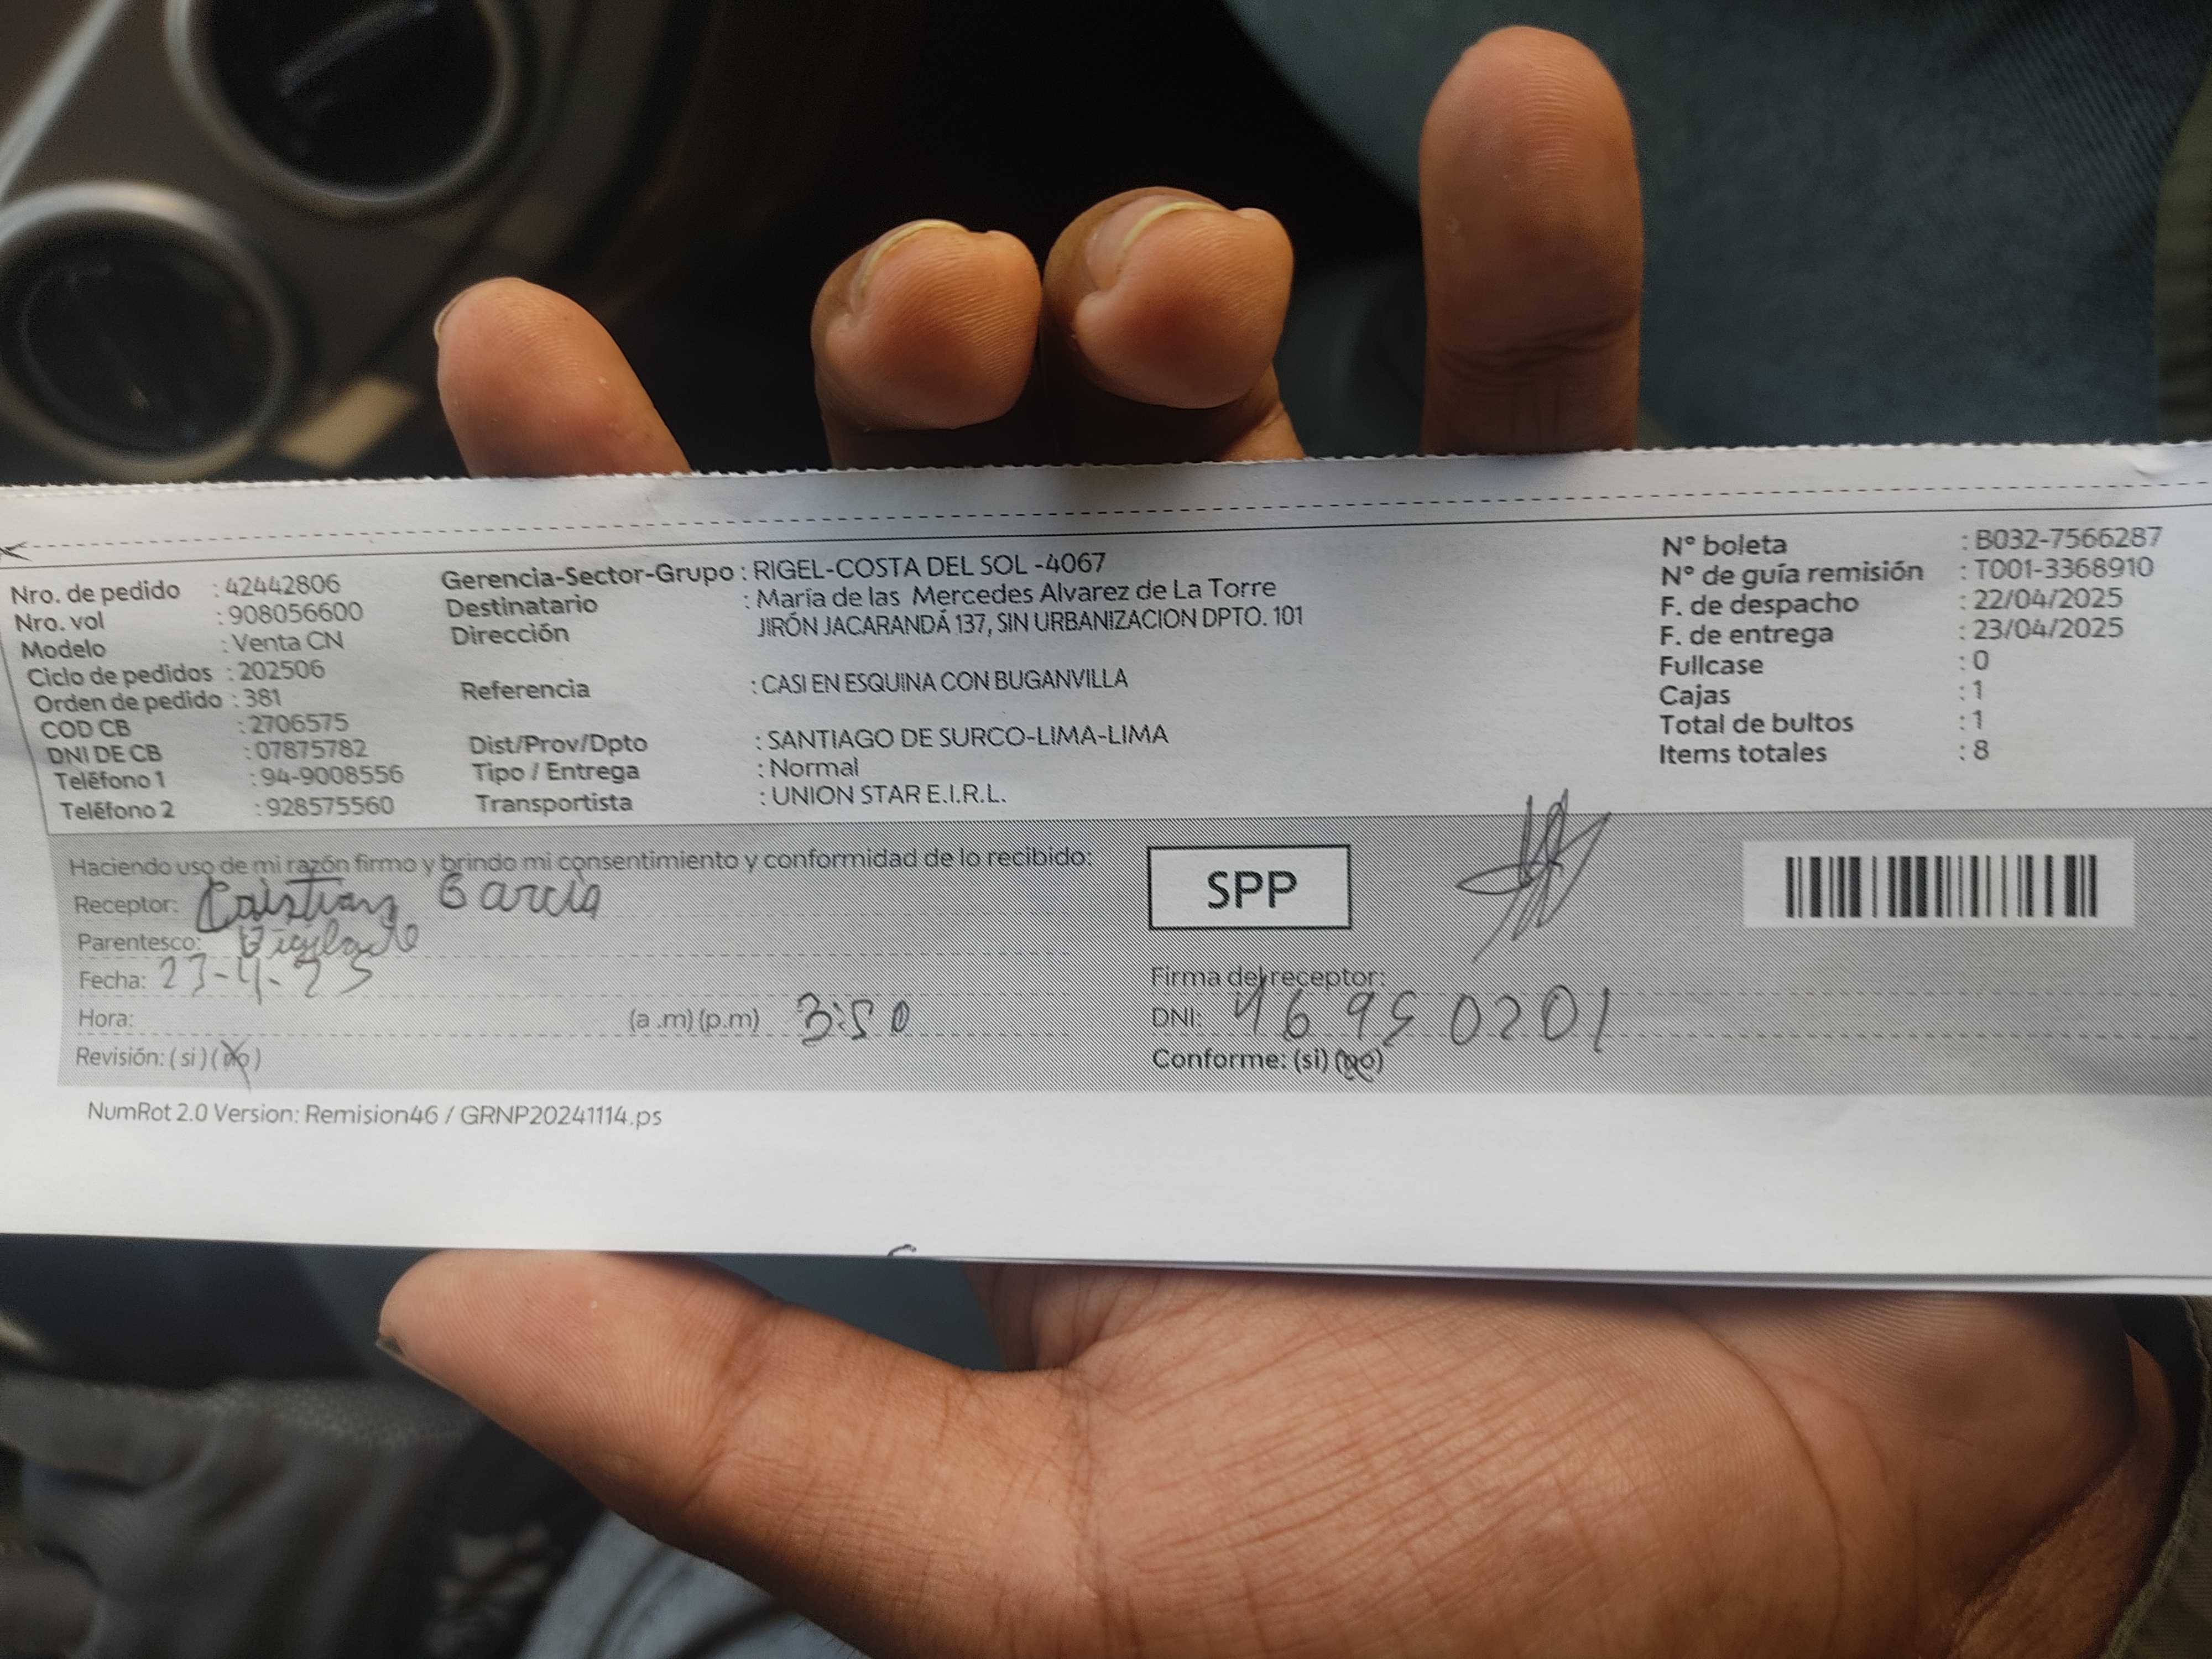 Nro. de pedido : 42442806
Nro. vol : 908056600
Modelo : Venta CN
Ciclo de pedidos : 202506
Orden de pedido : 381
COD CB : 2706575
DNI DE CB : 07875782
Teléfono 1 : 94-9008556
Teléfono 2 : 928575560
Gerencia-Sector-Grupo : RIGEL-COSTA DEL SOL -4067
Destinatario : María de las Mercedes Alvarez de La Torre
Dirección JIRÓN JACARANDÁ 137, SIN URBANIZACION DPTO. 101
Referencia : CASI EN ESQUINA CON BUGANVILLA
Dist/Prov/Dpto : SANTIAGO DE SURCO-LIMA-LIMA
Tipo / Entrega : Normal
Transportista : UNION STAR E.I.R.L.
N° boleta : B032-7566287
N° de guía remisión : T001-3368910
F. de despacho : 22/04/2025
F. de entrega : 23/04/2025
Fullcase : 0
Cajas : 1
Total de bultos : 1
Items totales : 8
Haciendo uso de mi razón firmo y brindo mi consentimiento y conformidad de lo recibido:
Receptor: Cristian Garcia
Parentesco:
Fecha: 23-4-25
Hora: (a .m) (p.m) 3:50
Revisión: ( si ) ( no )
SPP
Firma del receptor:
DNI: 46950201
Conforme: (si) (no)
NumRot 2.0 Version: Remision46 / GRNP20241114.ps